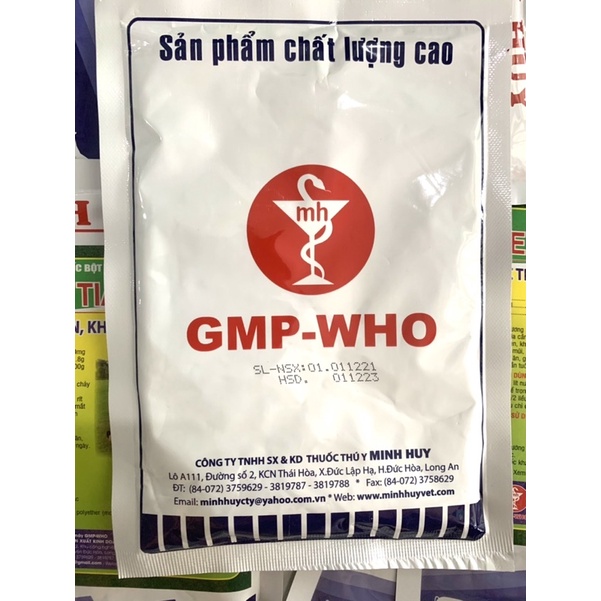 Sản phẩm chất lượng cao
mh
GMP-WHO
SL-NSX:01.011221
HSD. 011223
CÔNG TY TNHH SX & KD THUỐC THÚ Y MINH HUY
Lô A111, Đường số 2, KCN Thái Hòa, X.Đức Lập Hạ, H.Đức Hòa, Long An
ĐT: (84-072) 3759629 - 3819787 - 3819788 * Fax: (84-072) 3758629
Email: minhhuycty@yahoo.com.vn * Web: www.minhhuyvet.com